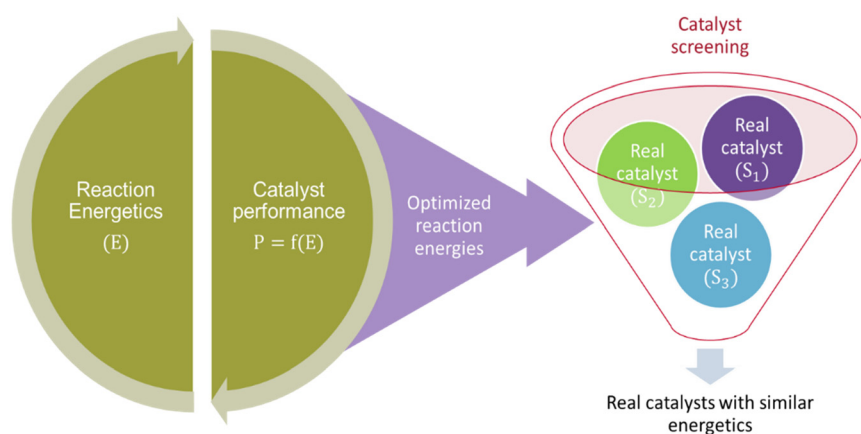 Reaction
Energetics
(E)
Catalyst
performance
P = f(E)
Optimized
reaction
energies
Catalyst
screening
Real
catalyst
(S₁)
Real
catalyst
(S₂)
Real
catalyst
(S₃)
Real catalysts with similar
energetics